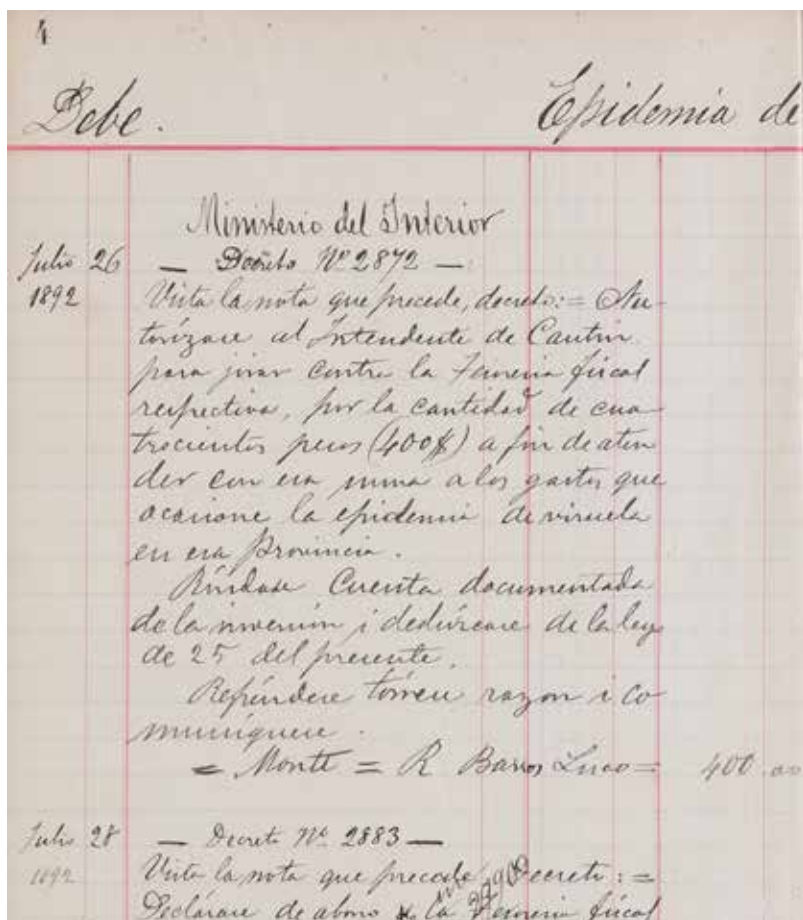 4
Debe. Epidemia de
Ministerio del Interior
Julio 26 — Decreto Nº 2872 —
1892 Vista la nota que precede, decreto: = Au-
torízase al Intendente de Cautin
para jirar contra la Tesoreria fiscal
respectiva, por la cantidad de cua
trocientos pesos (400$) a fin de aten
der con esa suma a los gastos que
ocasione la epidemia de viruela
en esa Provincia.
Ríndase Cuenta documentada
de la inversión i dedúzcase de la ley
de 25 del presente.
Refréndese tómese razon i co
muníquese.
= Montt = R Barros Luco = 400.00
Julio 28 — Decreto Nº 2883 —
1892 Vista la nota que precede Decreto: =
Declárase de abono a la Tesoreria fiscal